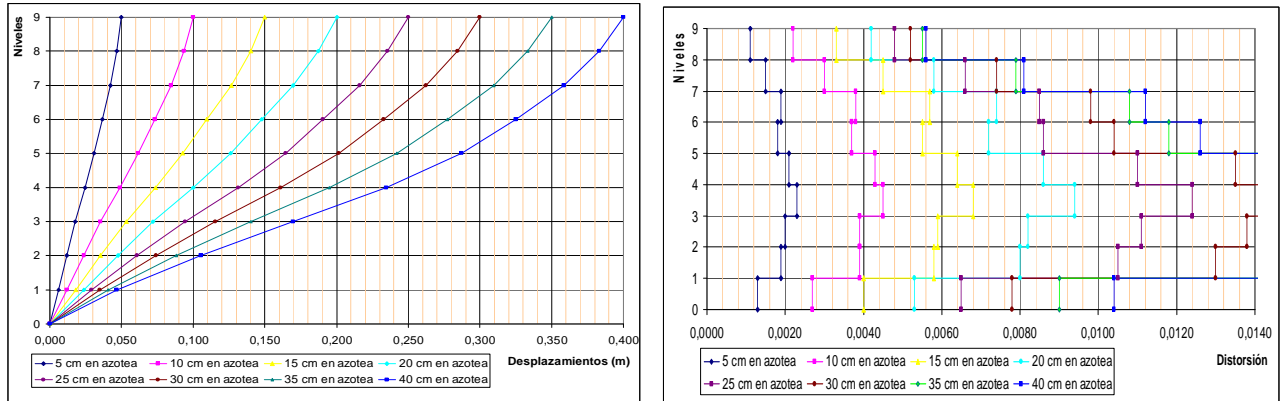 Niveles
9
8
7
6
5
4
3
2
1
0
0,000 0,050 0,100 0,150 0,200 0,250 0,300 0,350 0,400
Desplazamientos (m)
5 cm en azotea 10 cm en azotea 15 cm en azotea 20 cm en azotea
25 cm en azotea 30 cm en azotea 35 cm en azotea 40 cm en azotea
Niveles
9
8
7
6
5
4
3
2
1
0
0,0000 0,0020 0,0040 0,0060 0,0080 0,0100 0,0120 0,0140
5 cm en azotea 10 cm en azotea 15 cm en azotea 20 cm en azotea
Distorsión
25 cm en azotea 30 cm en azotea 35 cm en azotea 40 cm en azotea